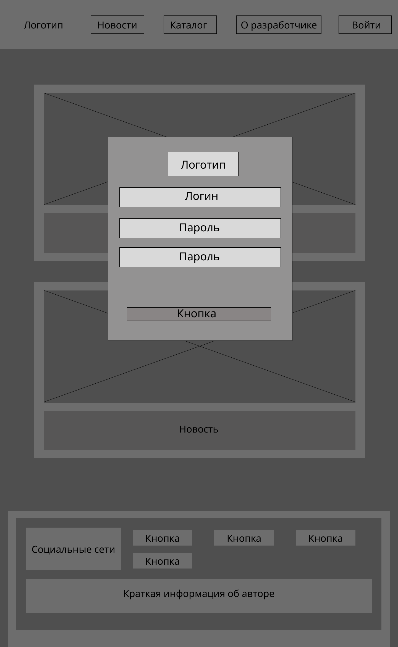 Логотип Новости Каталог О разработчике Войти
Логотип
Логин
Пароль
Пароль
Кнопка
Новость
Социальные сети
Кнопка Кнопка Кнопка
Кнопка
Краткая информация об авторе